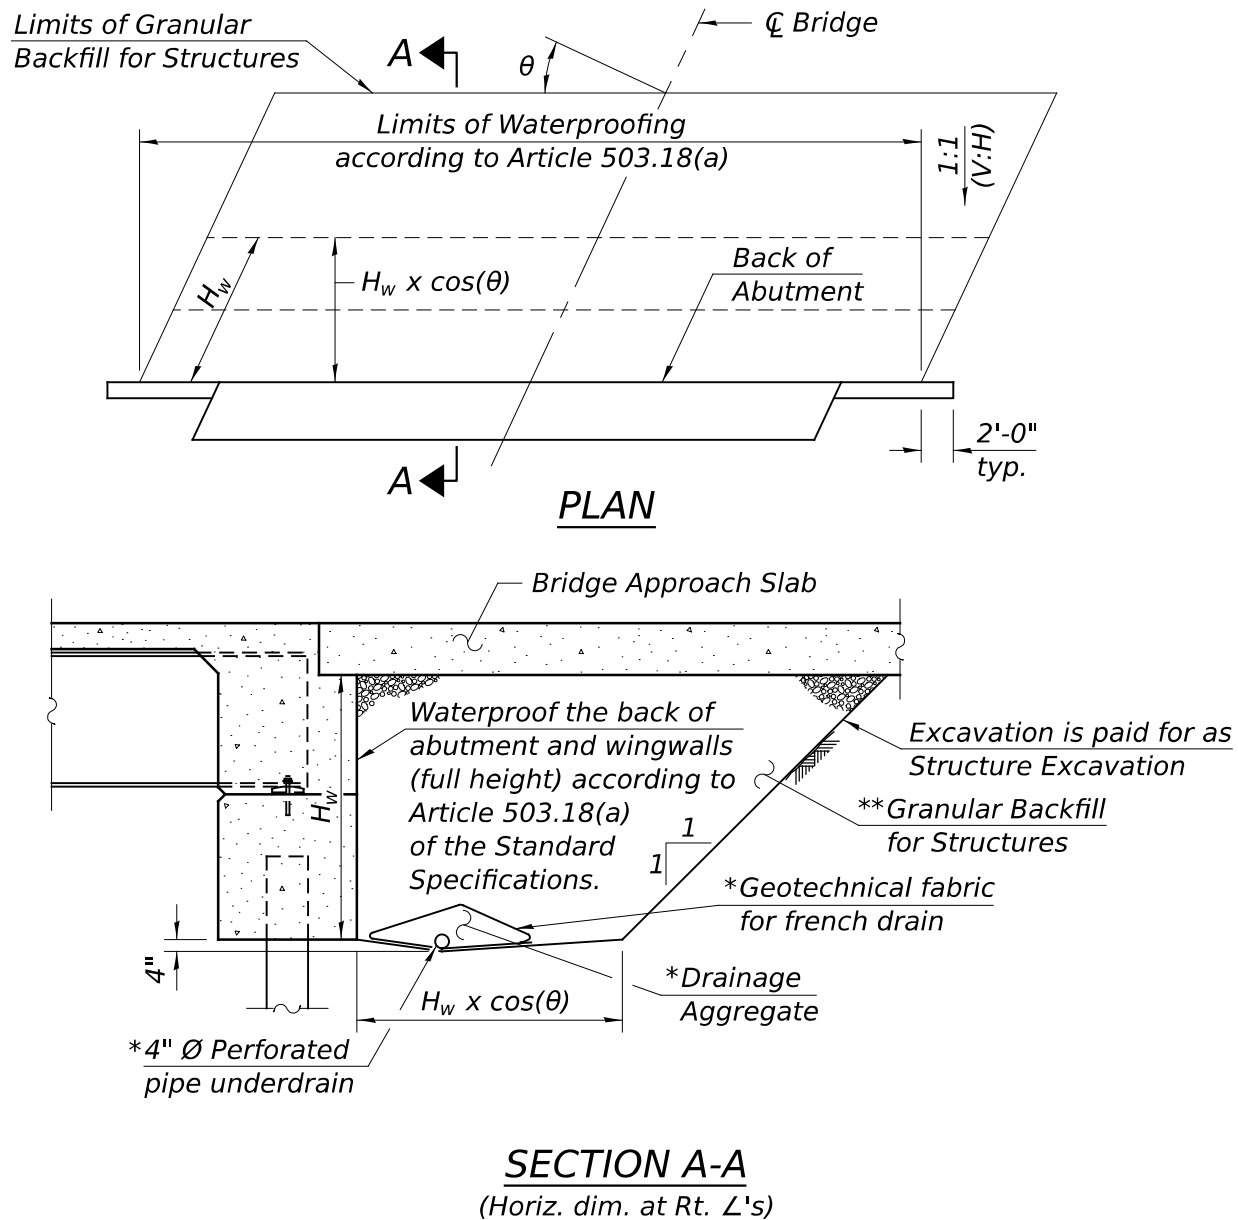 Limits of Granular
Backfill for Structures
A
θ
℄ Bridge
Limits of Waterproofing
according to Article 503.18(a)
1:1
(V:H)
Hw
Hw x cos(θ)
Back of
Abutment
2'-0"
typ.
A
PLAN
Bridge Approach Slab
Waterproof the back of
abutment and wingwalls
(full height) according to
Article 503.18(a)
of the Standard
Specifications.
Hw
Excavation is paid for as
Structure Excavation
**Granular Backfill
for Structures
1
1
*Geotechnical fabric
for french drain
4"
*Drainage
Aggregate
Hw x cos(θ)
*4" Ø Perforated
pipe underdrain
SECTION A-A
(Horiz. dim. at Rt. ∠'s)